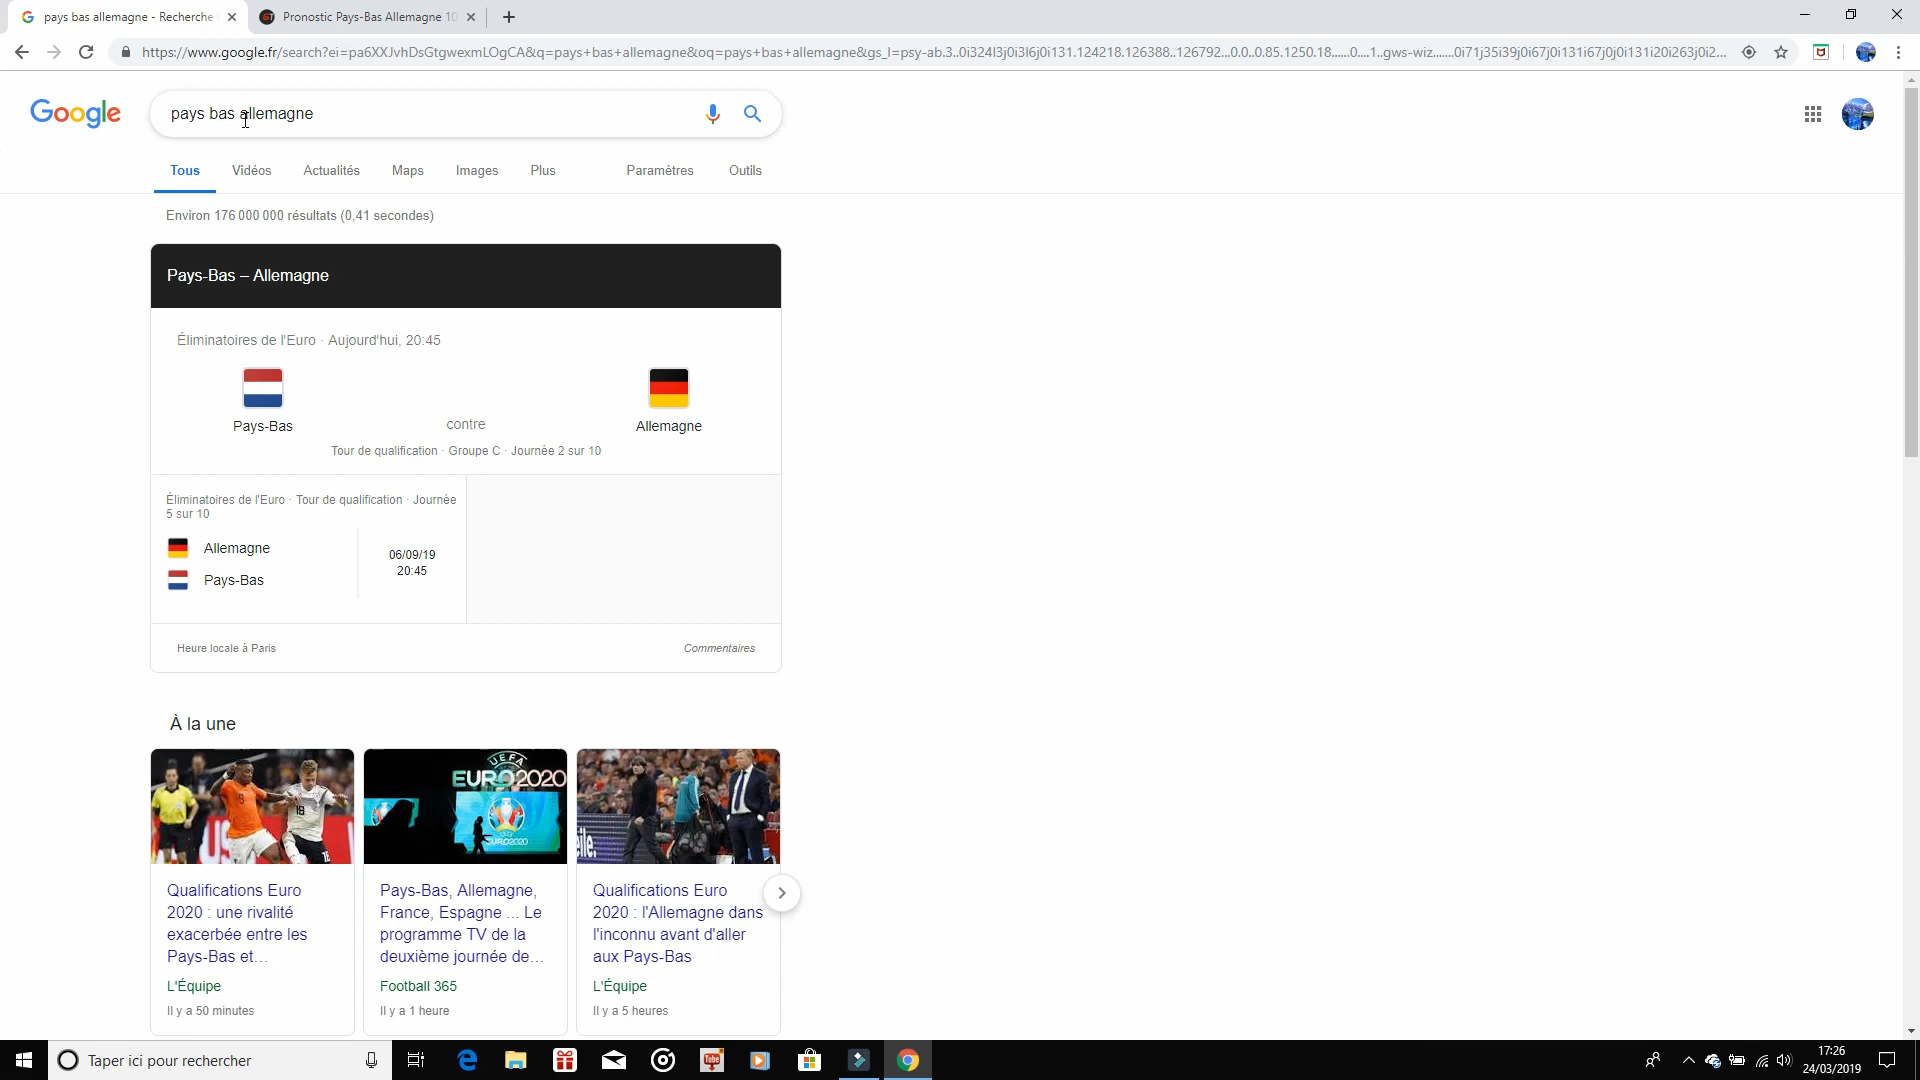 pays bas allemagne - Recherche
Pronostic Pays-Bas Allemagne 10
https://www.google.fr/search?ei=pa6XXJvhDsGtgwexmLOgCA&q=pays+bas+allemagne&oq=pays+bas+allemagne&gs_l=psy-ab.3..0i324l3j0i3l6j0i131.124218.126388..126792...0.0..0.85.1250.18......0....1..gws-wiz.......0i71j35i39j0i67j0i131i67j0j0i131i20i263j0i2...
Google
pays bas allemagne
Tous
Vidéos
Actualités
Maps
Images
Plus
Paramètres
Outils
Environ 176 000 000 résultats (0,41 secondes)
Pays-Bas – Allemagne
Éliminatoires de l'Euro · Aujourd'hui, 20:45
Pays-Bas
contre
Allemagne
Tour de qualification · Groupe C · Journée 2 sur 10
Éliminatoires de l'Euro · Tour de qualification · Journée
5 sur 10
Allemagne
Pays-Bas
06/09/19
20:45
Heure locale à Paris
Commentaires
À la une
UEFA
EURO2020
EURO2020
Qualifications Euro
2020 : une rivalité
exacerbée entre les
Pays-Bas et...
L'Équipe
Il y a 50 minutes
Pays-Bas, Allemagne,
France, Espagne ... Le
programme TV de la
deuxième journée de...
Football 365
Il y a 1 heure
Qualifications Euro
2020 : l'Allemagne dans
l'inconnu avant d'aller
aux Pays-Bas
L'Équipe
Il y a 5 heures
Taper ici pour rechercher
Tube
17:26
24/03/2019